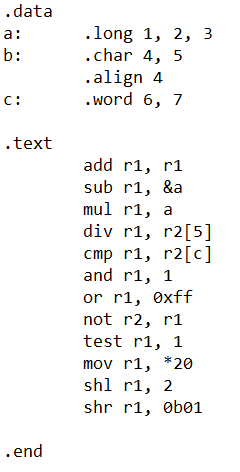 .data
a:      .long 1, 2, 3
b:      .char 4, 5
        .align 4
c:      .word 6, 7

.text
        add r1, r1
        sub r1, &a
        mul r1, a
        div r1, r2[5]
        cmp r1, r2[c]
        and r1, 1
        or r1, 0xff
        not r2, r1
        test r1, 1
        mov r1, *20
        shl r1, 2
        shr r1, 0b01

.end